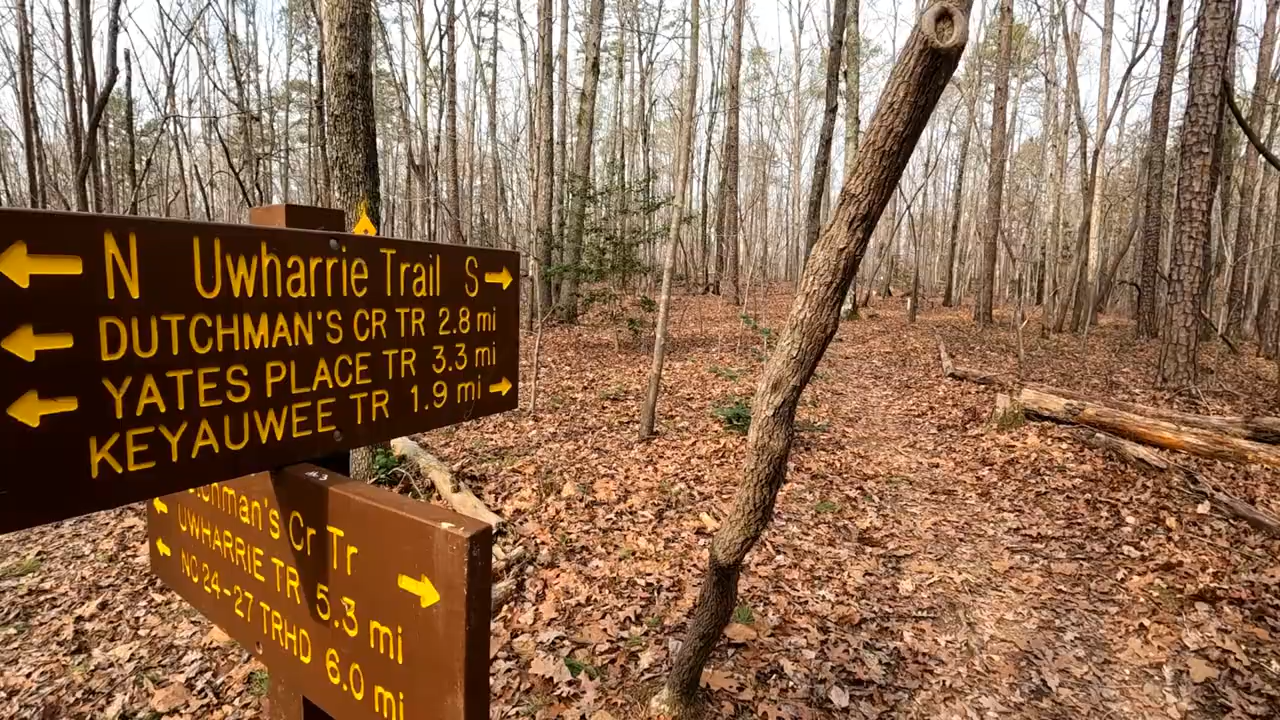 N Uwharrie Trail S
DUTCHMAN'S CR TR 2.8 mi
YATES PLACE TR 3.3 mi
KEYAUWEE TR 1.9 mi
Cr Tr
UWHARRIE TR 5.3 mi
NC 24-27 TRHD 6.0 mi